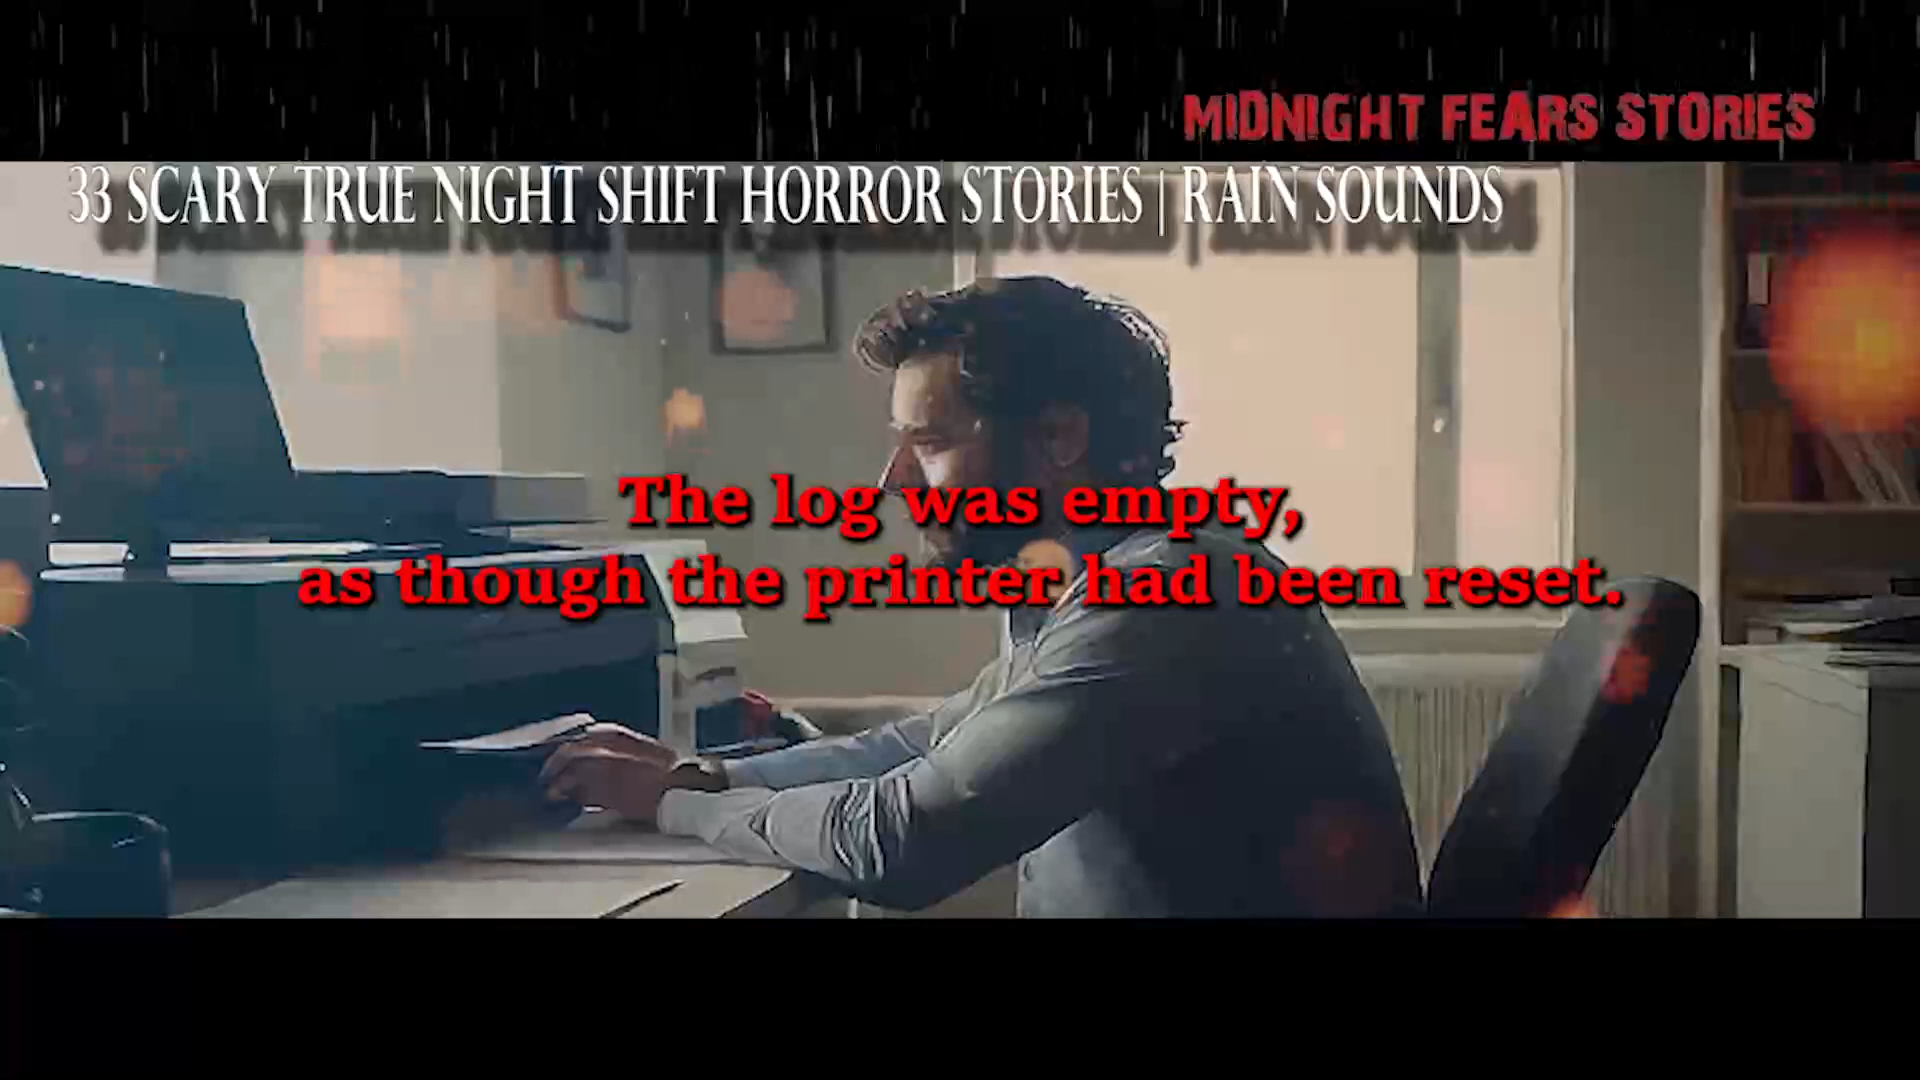 MIDNIGHT FEARS STORIES
33 SCARY TRUE NIGHT SHIFT HORROR STORIES | RAIN SOUNDS
The log was empty,
as though the printer had been reset.